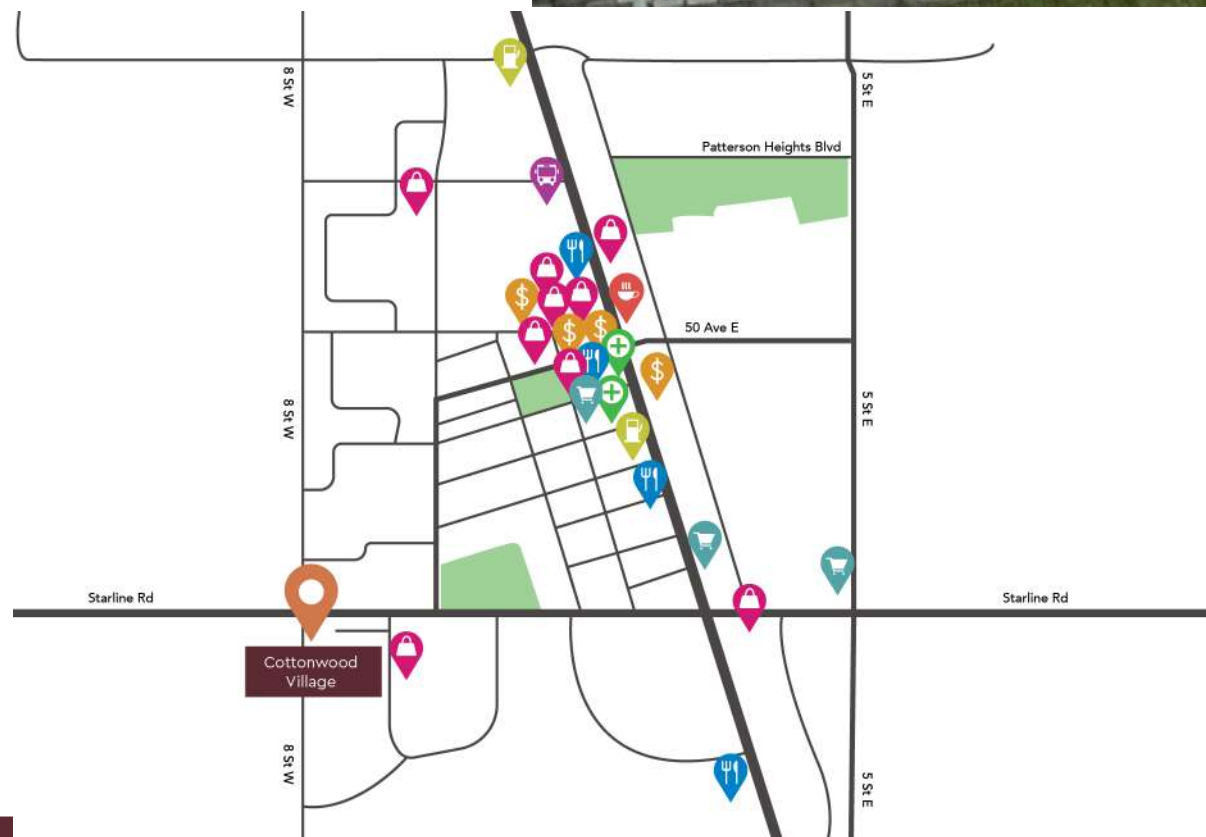 8 St W
5 St E
Patterson Heights Blvd
50 Ave E
8 St W
5 St E
Starline Rd
Starline Rd
Cottonwood
Village
8 St W
5 St E